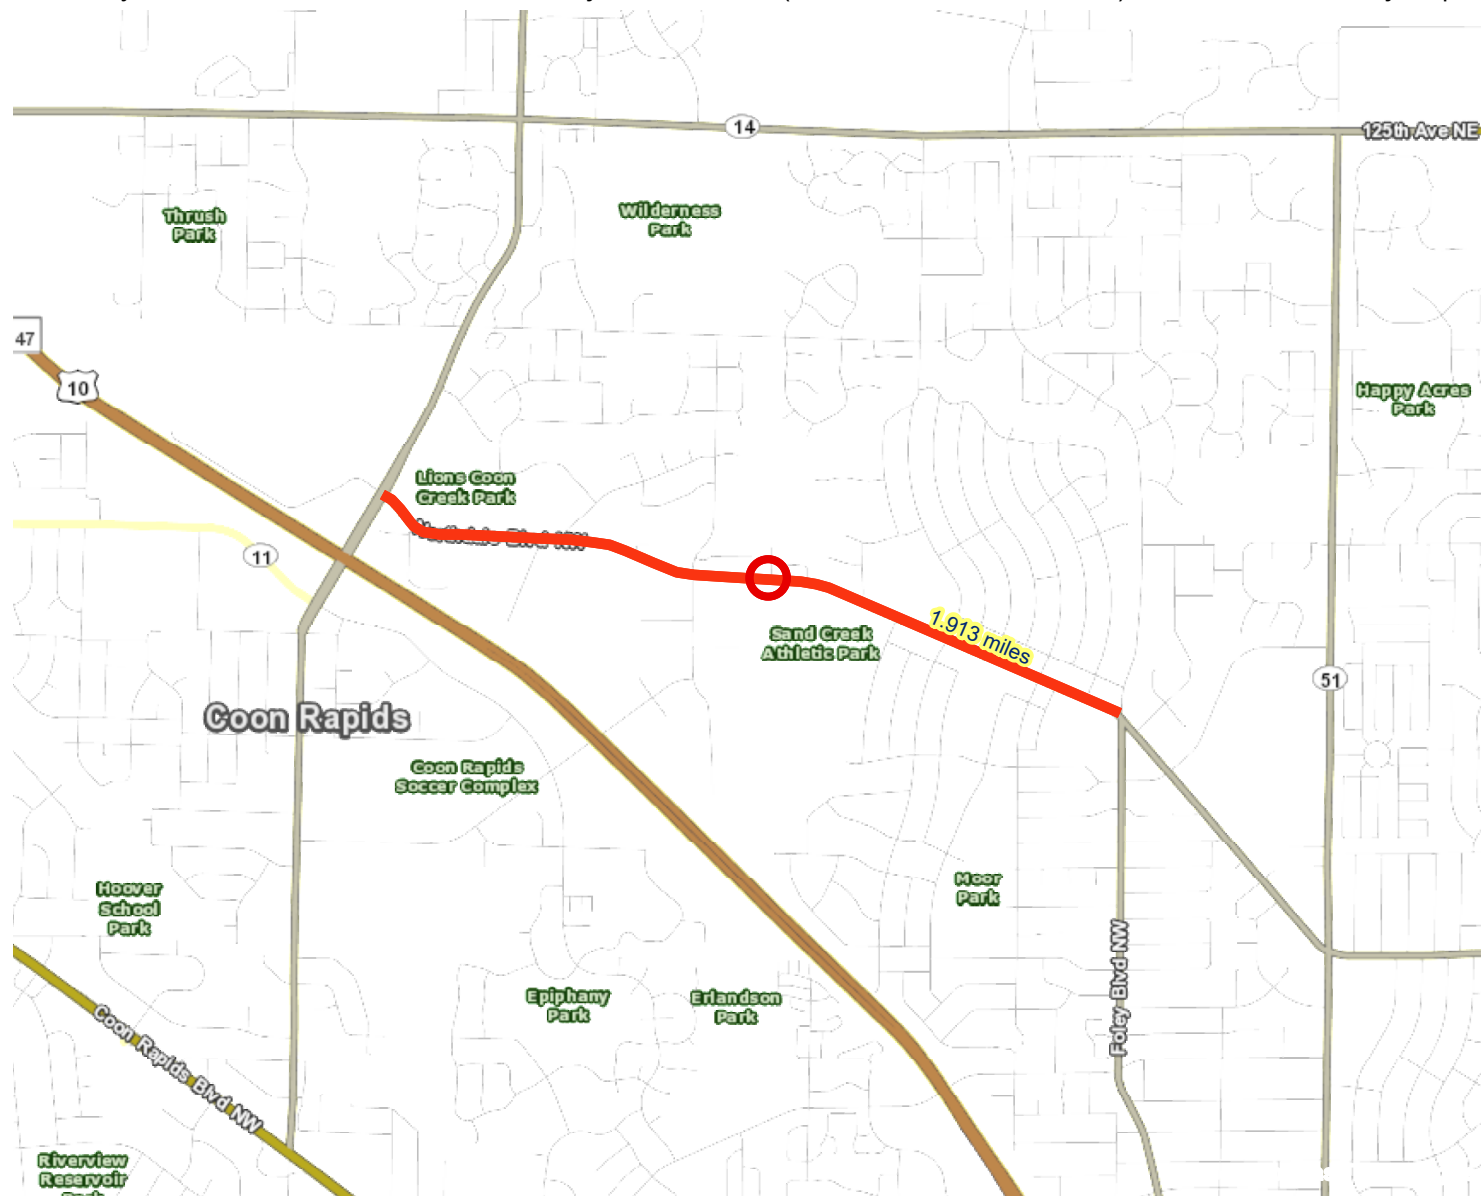 14
125th Ave NE
Thrush
Park
Wilderness
Park
47
10
Happy Acres
Park
Lions Coon
Creek Park
Blvd NW
11
1.913 miles
Sand Creek
Athletic Park
51
Coon Rapids
Coon Rapids
Soccer Complex
Hoover
School
Park
Moor
Park
Foley Blvd NW
Epiphany
Park
Erlandson
Park
Coon Rapids Blvd NW
Riverview
Reservoir